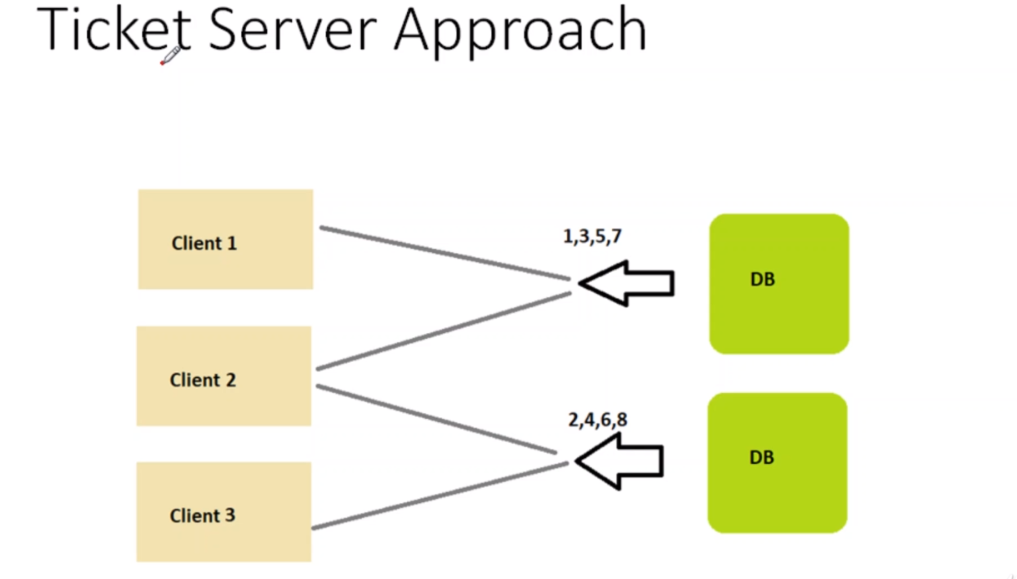 Ticket Server Approach
Client 1
1,3,5,7
DB
Client 2
2,4,6,8
DB
Client 3